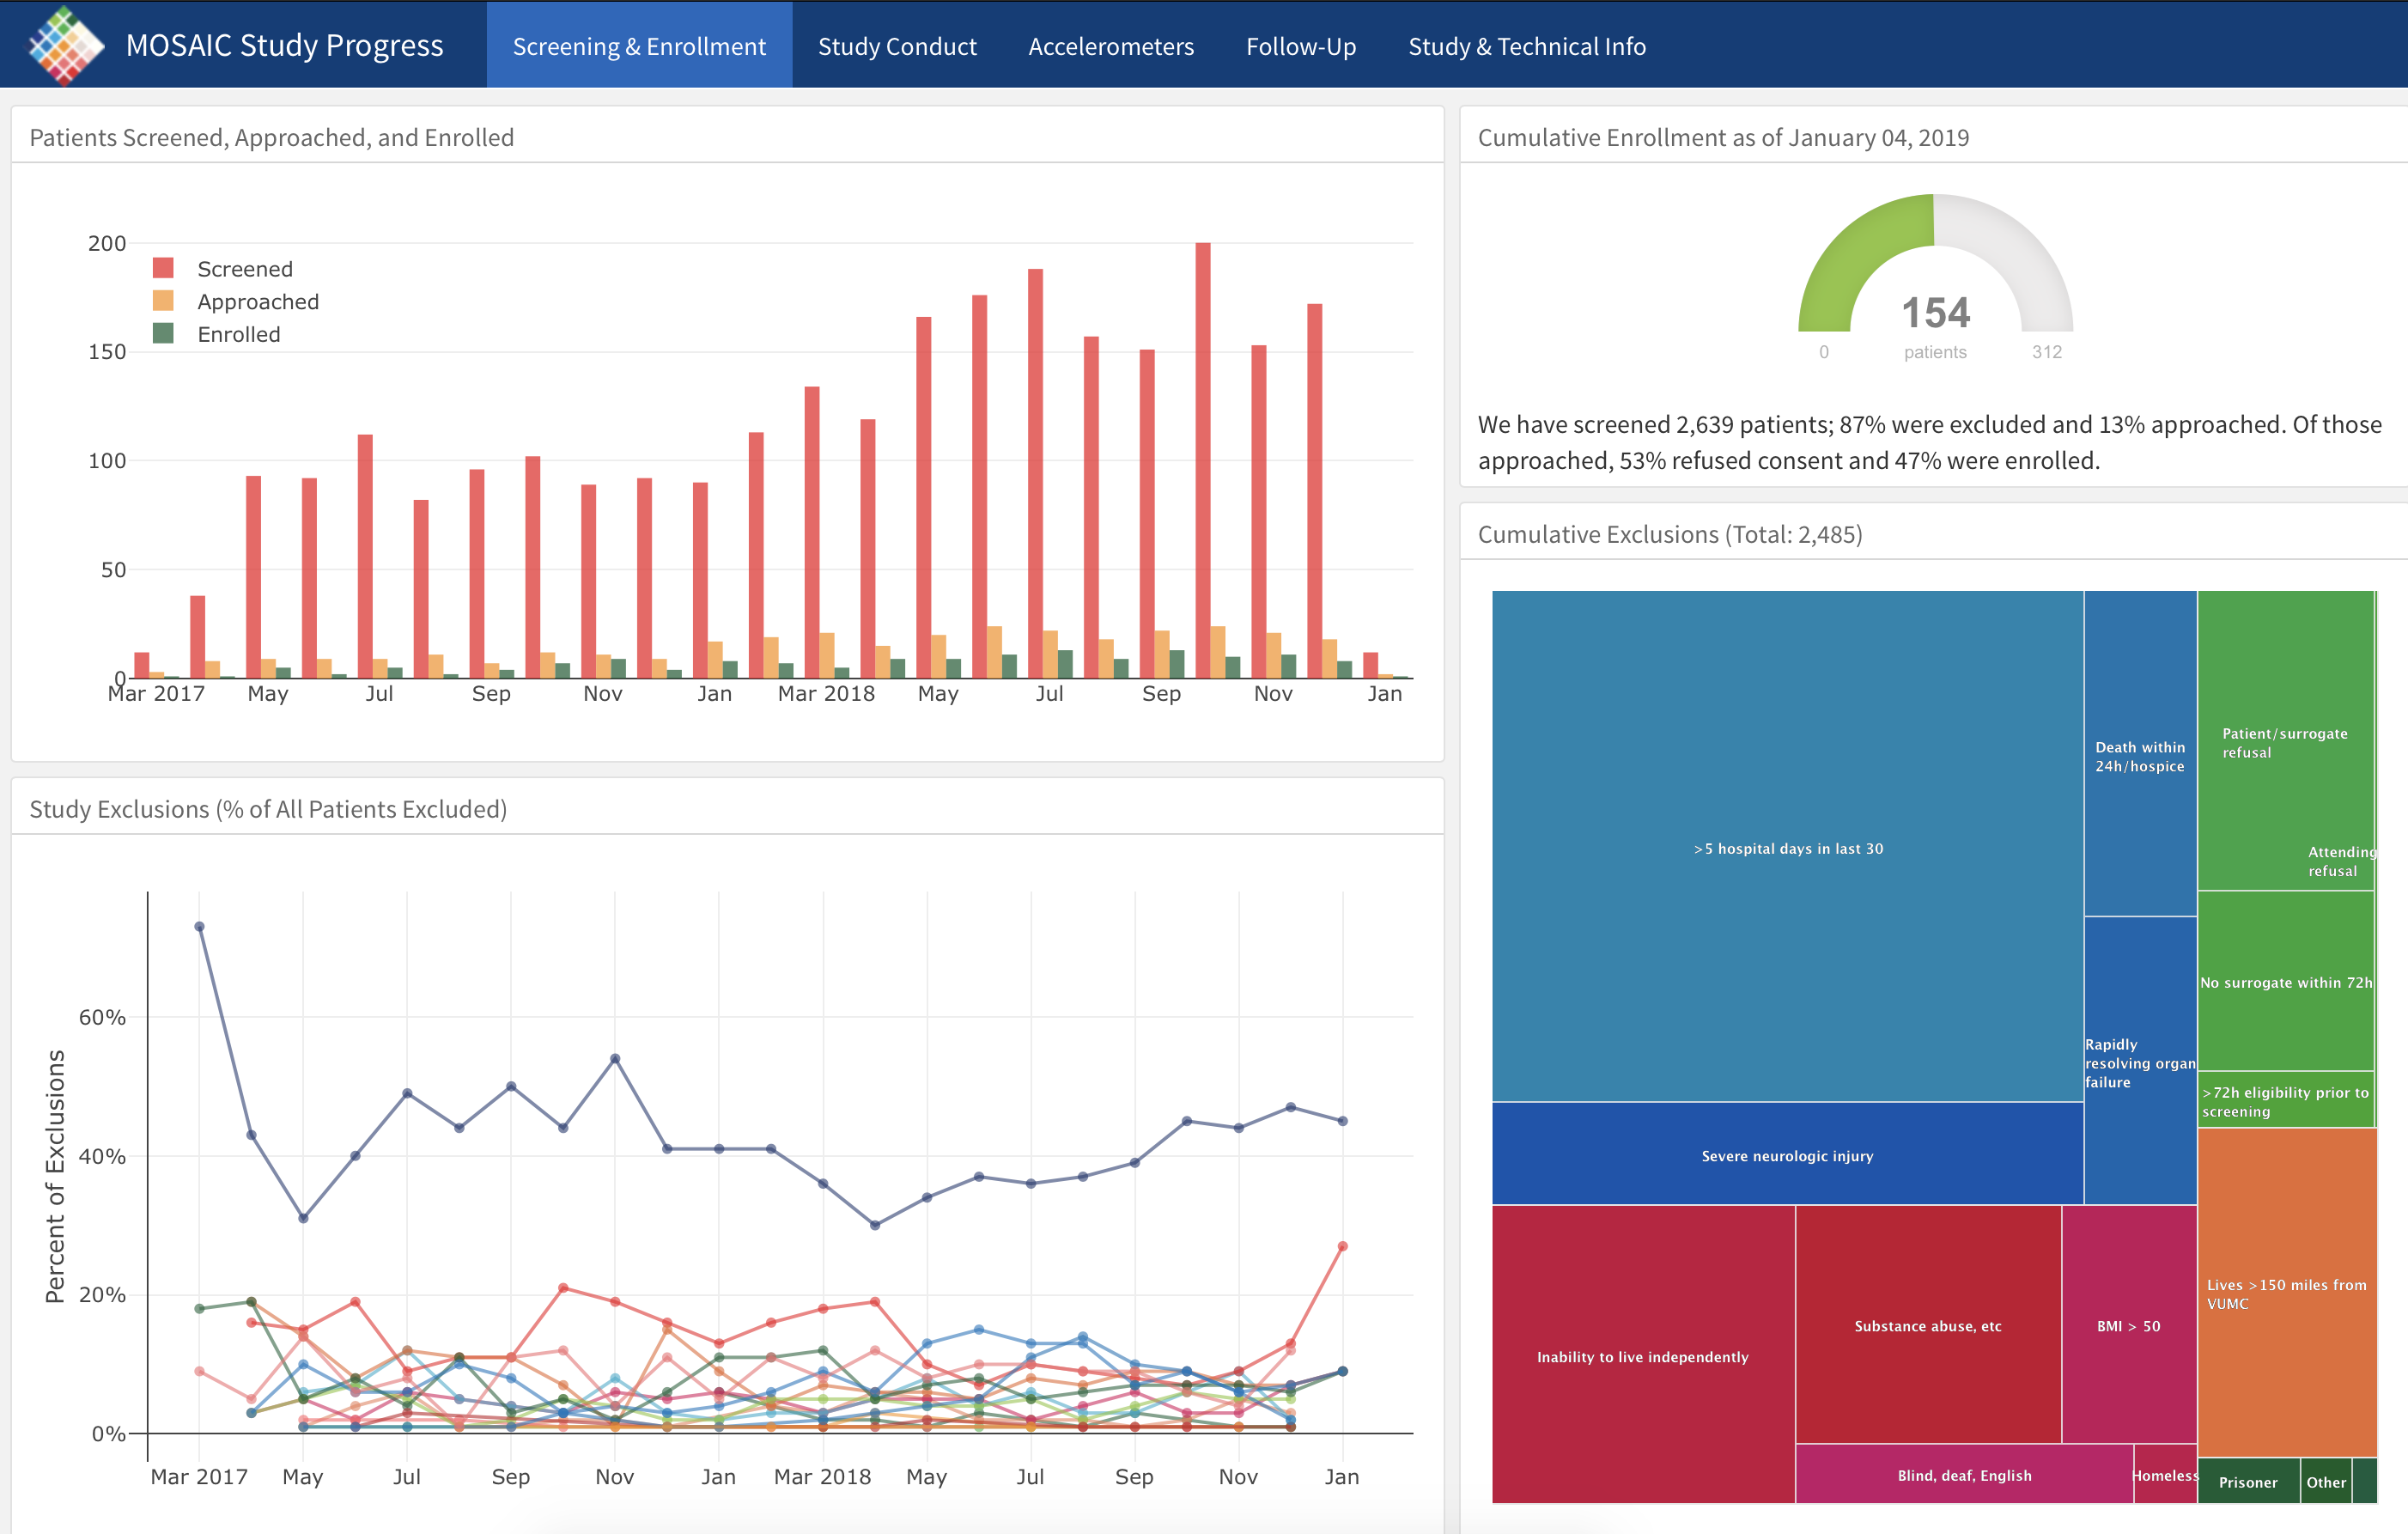 MOSAIC Study Progress
Screening & Enrollment
Study Conduct
Accelerometers
Follow-Up
Study & Technical Info
Patients Screened, Approached, and Enrolled
200
150
100
50
0
Screened
Approached
Enrolled
Mar 2017 May Jul Sep Nov Jan Mar 2018 May Jul Sep Nov Jan
Study Exclusions (% of All Patients Excluded)
Percent of Exclusions
60%
40%
20%
0%
Mar 2017 May Jul Sep Nov Jan Mar 2018 May Jul Sep Nov Jan
Cumulative Enrollment as of January 04, 2019
154
0 patients 312
We have screened 2,639 patients; 87% were excluded and 13% approached. Of those
approached, 53% refused consent and 47% were enrolled.
Cumulative Exclusions (Total: 2,485)
>5 hospital days in last 30
Death within
24h/hospice
Patient/surrogate
refusal
Attending
refusal
No surrogate within 72h
Rapidly
resolving organ
failure
>72h eligibility prior to
screening
Severe neurologic injury
Lives >150 miles from
VUMC
Inability to live independently
Substance abuse, etc
BMI > 50
Blind, deaf, English
Homeless
Prisoner
Other